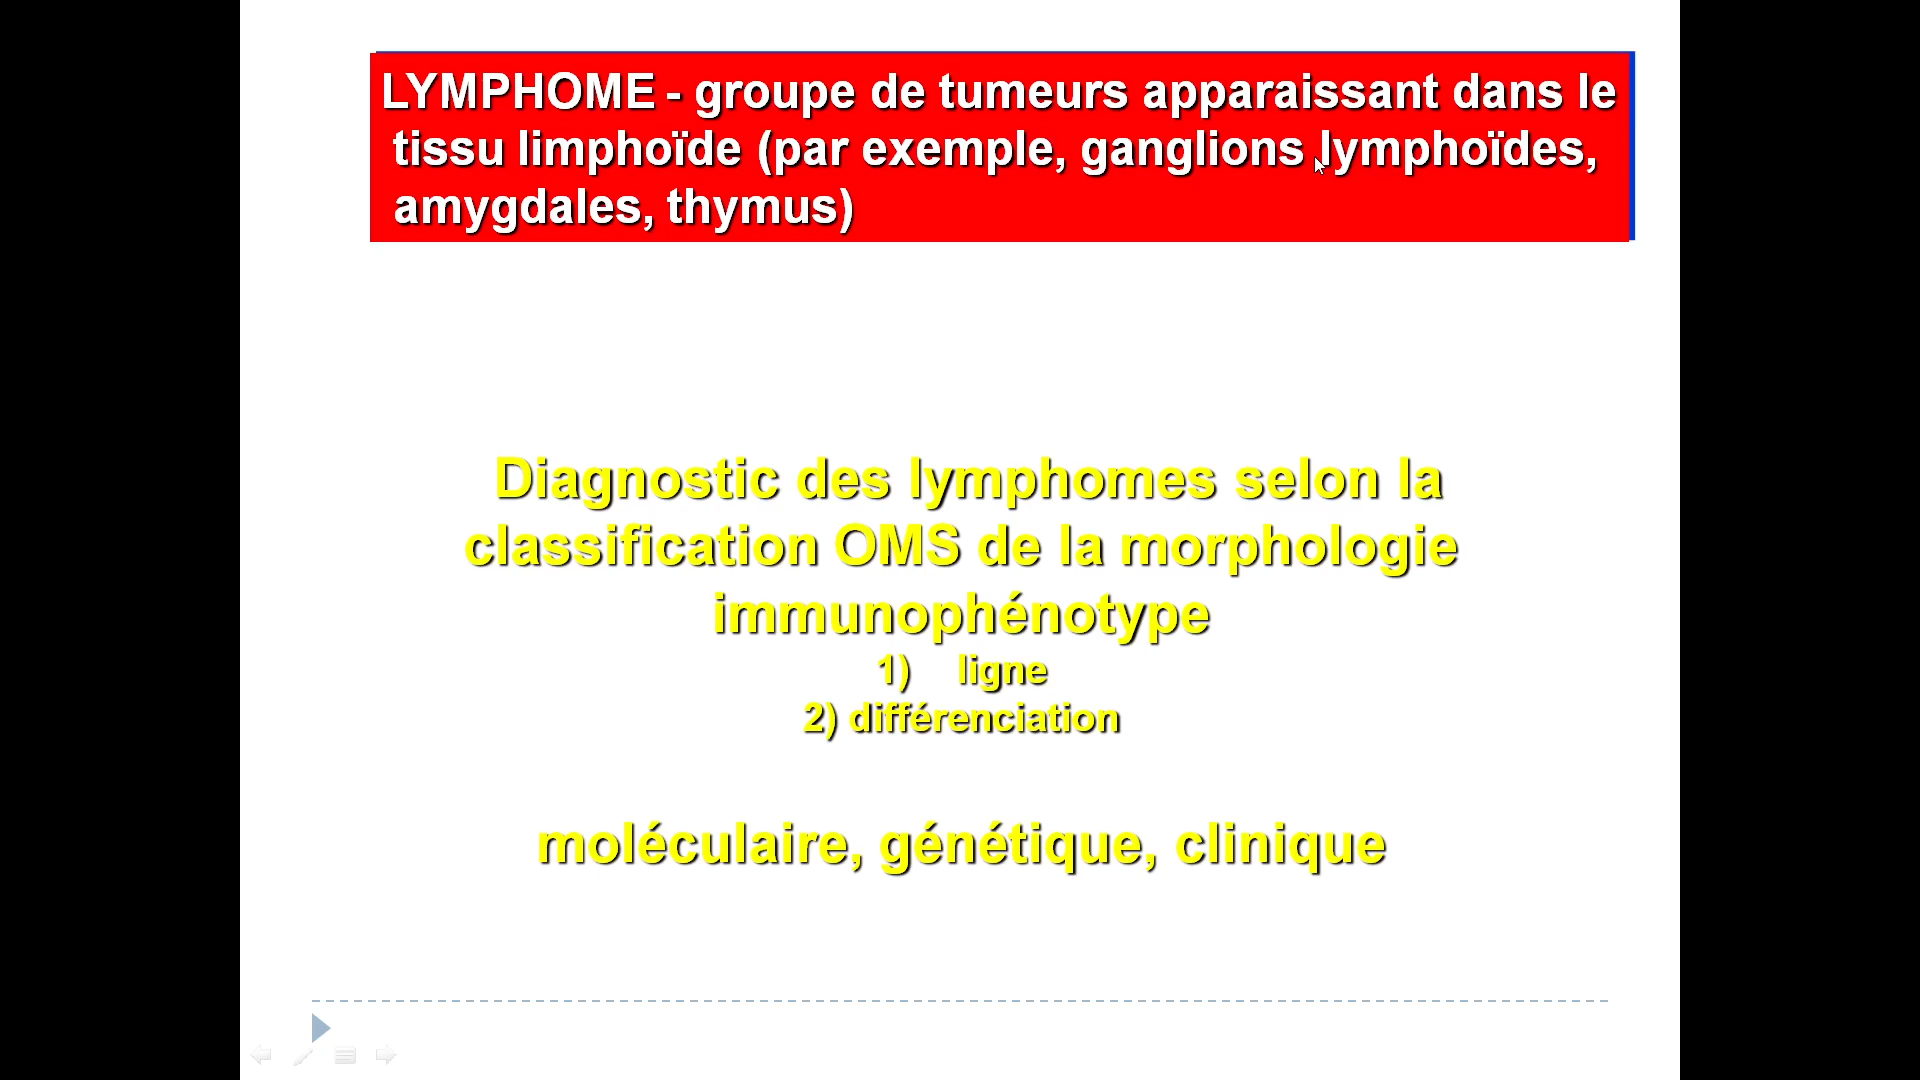 LYMPHOME - groupe de tumeurs apparaissant dans le
tissu limphoïde (par exemple, ganglions lymphoïdes,
amygdales, thymus)
Diagnostic des lymphomes selon la
classification OMS de la morphologie
immunophénotype
1) ligne
2) différenciation
moléculaire, génétique, clinique